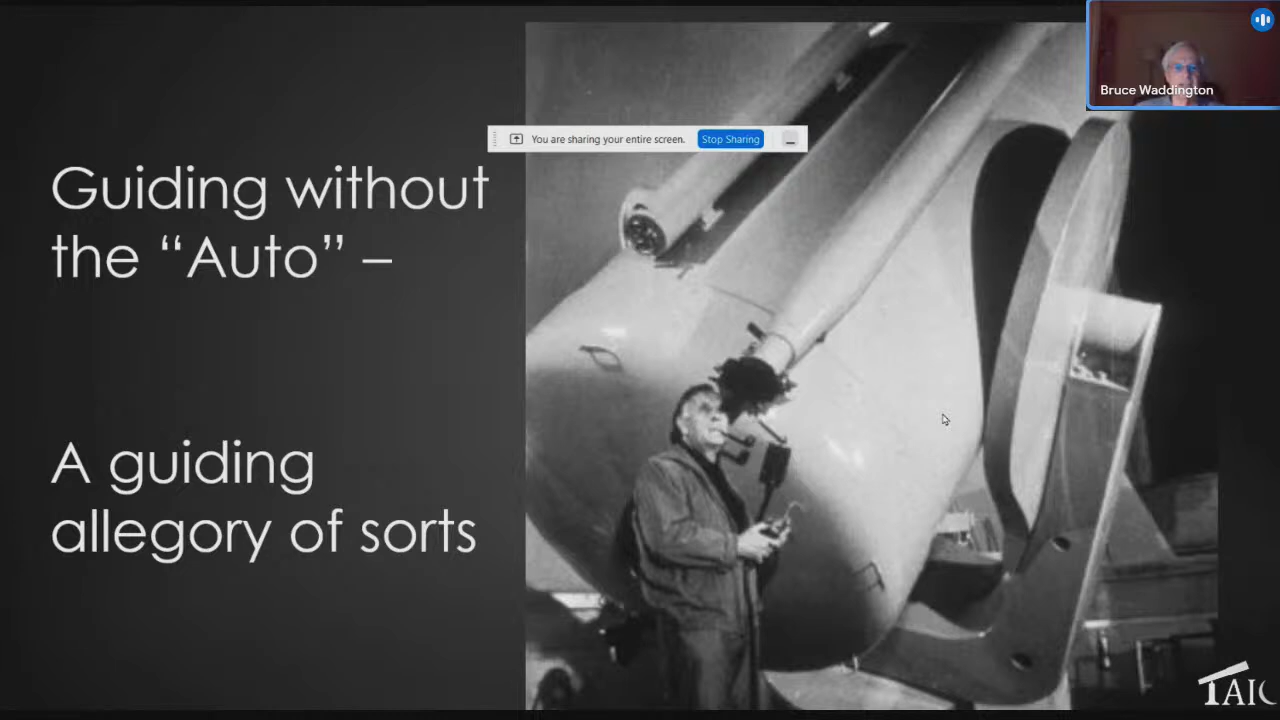 Bruce Waddington
You are sharing your entire screen. Stop Sharing
Guiding without
the “Auto” –
A guiding
allegory of sorts
TAIC